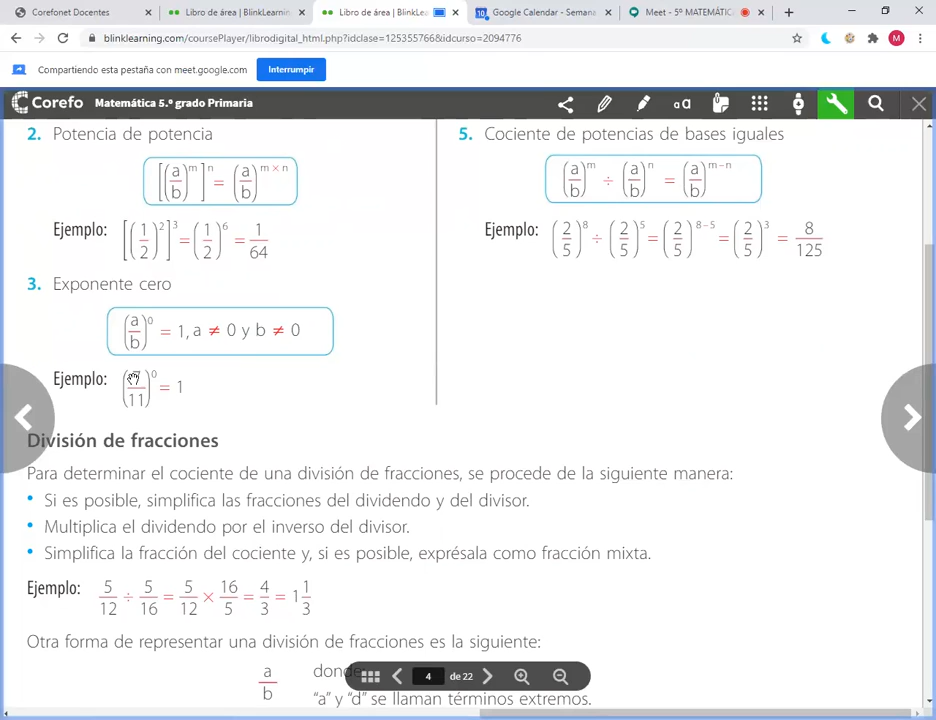 Corefonet Docentes
Libro de área | BlinkLearning
Libro de área | BlinkLea
Google Calendar - Semana
Meet - 5º MATEMÁTIC
blinklearning.com/coursePlayer/librodigital_html.php?idclase=125355766&idcurso=2094776
M
Compartiendo esta pestaña con meet.google.com
Interrumpir
Corefo Matemática 5.º grado Primaria
aA
2. Potencia de potencia
[(a/b)^m]^n = (a/b)^(m × n)
Ejemplo: [(1/2)^2]^3 = (1/2)^6 = 1/64
3. Exponente cero
(a/b)^0 = 1, a ≠ 0 y b ≠ 0
Ejemplo: ( /11)^0 = 1
5. Cociente de potencias de bases iguales
(a/b)^m ÷ (a/b)^n = (a/b)^(m−n)
Ejemplo: (2/5)^8 ÷ (2/5)^5 = (2/5)^(8−5) = (2/5)^3 = 8/125
División de fracciones
Para determinar el cociente de una división de fracciones, se procede de la siguiente manera:
• Si es posible, simplifica las fracciones del dividendo y del divisor.
• Multiplica el dividendo por el inverso del divisor.
• Simplifica la fracción del cociente y, si es posible, exprésala como fracción mixta.
Ejemplo: 5/12 ÷ 5/16 = 5/12 × 16/5 = 4/3 = 1 1/3
Otra forma de representar una división de fracciones es la siguiente:
a/b
donde
"a" y "d" se llaman términos extremos.
4 de 22